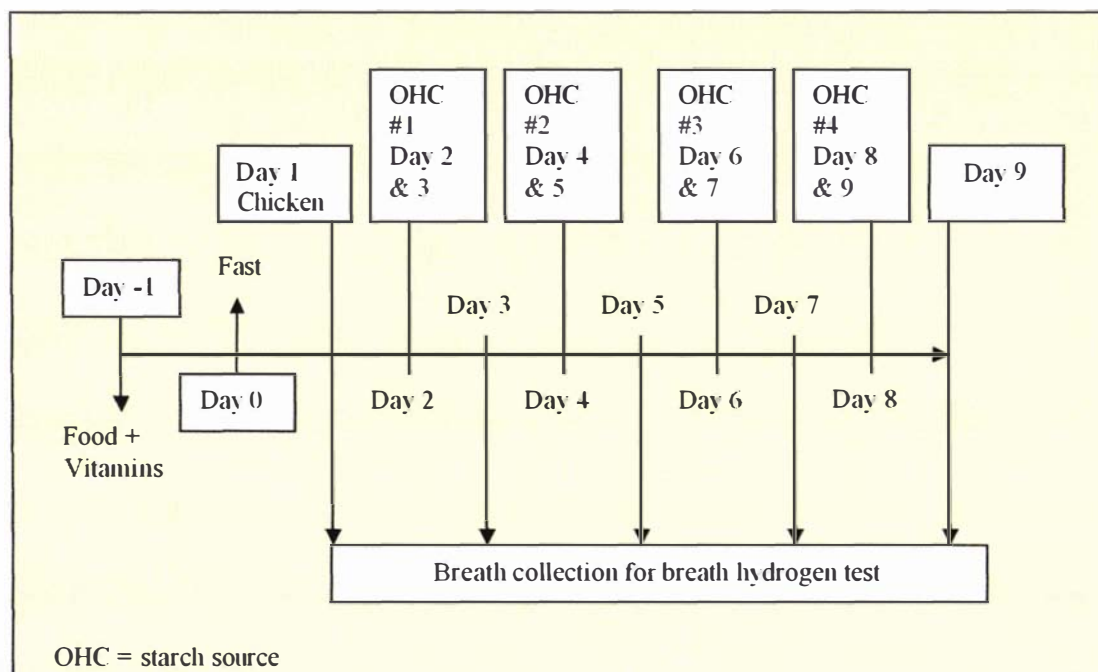 OHC
#1
Day 2
& 3
OHC
#2
Day 4
& 5
OHC
#3
Day 6
& 7
OHC
#4
Day 8
& 9
Day 1
Chicken
Day 9
Fast
Day -1
Day 3
Day 5
Day 7
Day 0
Day 2
Day 4
Day 6
Day 8
Food +
Vitamins
Breath collection for breath hydrogen test
OHC = starch source